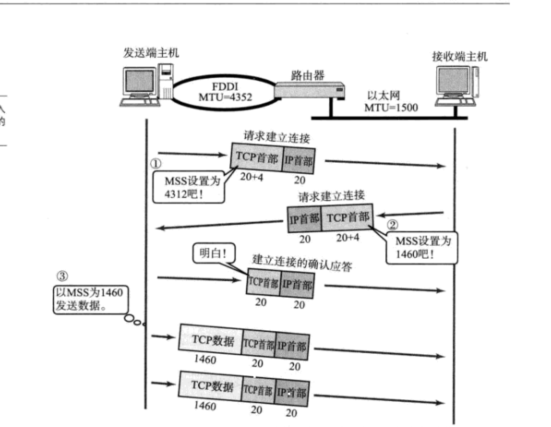 人
的
发送端主机
接收端主机
FDDI
MTU=4352
路由器
以太网
MTU=1500
请求建立连接
①
TCP首部 IP首部
20+4 20
MSS设置为
4312吧！
请求建立连接
IP首部 TCP首部
20 20+4
②
MSS设置为
1460吧！
明白！
建立连接的确认应答
TCP首部 IP首部
20 20
③
以MSS为1460
发送数据。
TCP数据 TCP首部 IP首部
1460 20 20
TCP数据 TCP首部 IP首部
1460 20 20